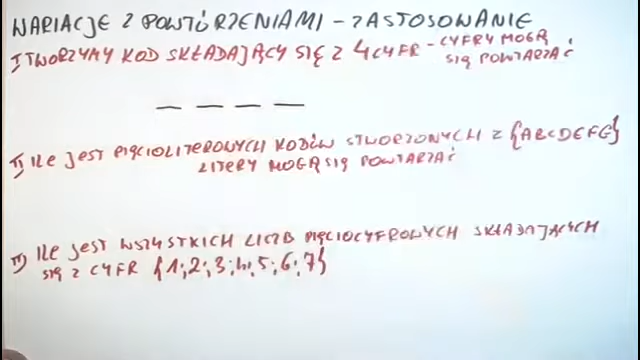 WARIACJE Z POWTÓRZENIAMI - ZASTOSOWANIE
I TWORZYMY KOD SKŁADAJĄCY SIĘ Z 4 CYFR - CYFRY MOGĄ
SIĘ POWTARZAĆ
II ILE JEST PIĘCIOLITEROWYCH KODÓW STWORZONYCH Z {ABCDEFG}
LITERY MOGĄ SIĘ POWTARZAĆ
III ILE JEST WSZYSTKICH LICZB PIĘCIOCYFROWYCH SKŁADAJĄCYCH
SIĘ Z CYFR {1;2;3;4;5;6;7}